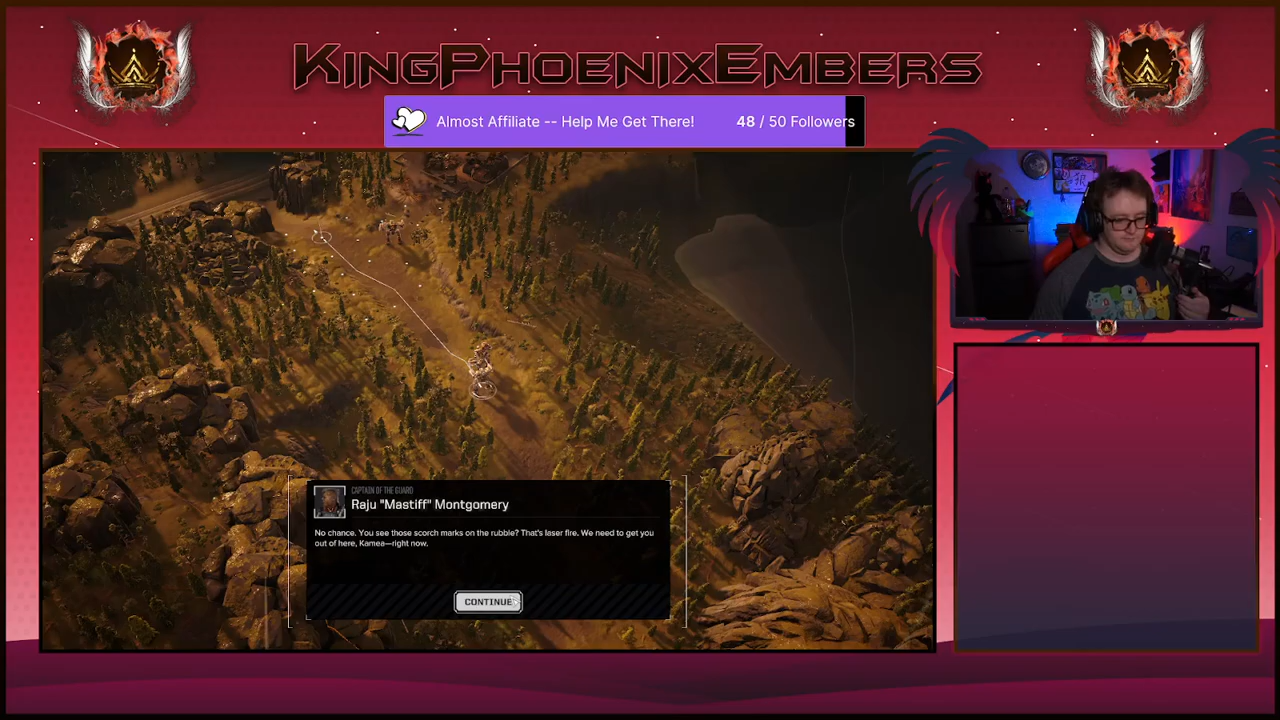 KingPhoenixEmbers
Almost Affiliate -- Help Me Get There! 48 / 50 Followers
CAPTAIN OF THE GUARD
Raju "Mastiff" Montgomery
No chance. You see those scorch marks on the rubble? That's laser fire. We need to get you
out of here, Kamea—right now.
CONTINUE